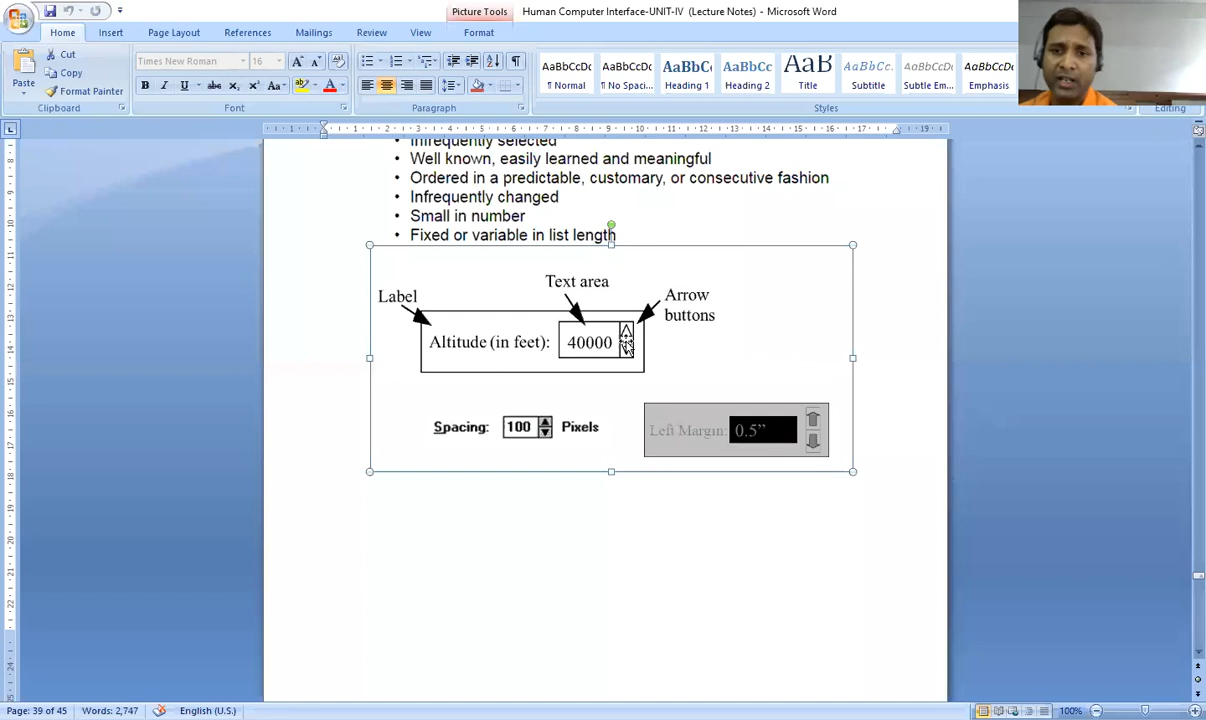 Picture Tools
Human Computer Interface-UNIT-IV (Lecture Notes) - Microsoft Word
Home Insert Page Layout References Mailings Review View Format
Paste
Cut
Copy
Format Painter
Clipboard
Times New Roman 16
Font
Paragraph
AaBbCcDc AaBbCcDc AaBbCc AaBbCc AaB AaBbCc. AaBbCcDc AaBbCcDc
¶ Normal ¶ No Spaci... Heading 1 Heading 2 Title Subtitle Subtle Em... Emphasis
Styles
Editing
• Infrequently selected
• Well known, easily learned and meaningful
• Ordered in a predictable, customary, or consecutive fashion
• Infrequently changed
• Small in number
• Fixed or variable in list length
Text area
Label
Arrow
buttons
Altitude (in feet): 40000
Spacing: 100 Pixels
Left Margin: 0.5”
Page: 39 of 45 Words: 2,747 English (U.S.) 100%